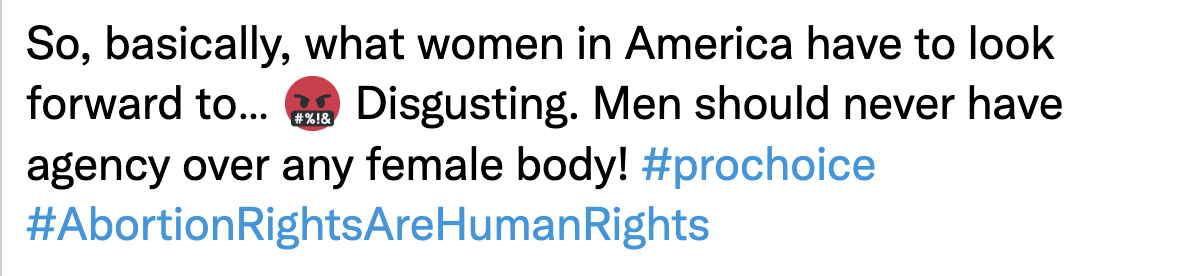 So, basically, what women in America have to look
forward to... 🤬 Disgusting. Men should never have
agency over any female body! #prochoice
#AbortionRightsAreHumanRights